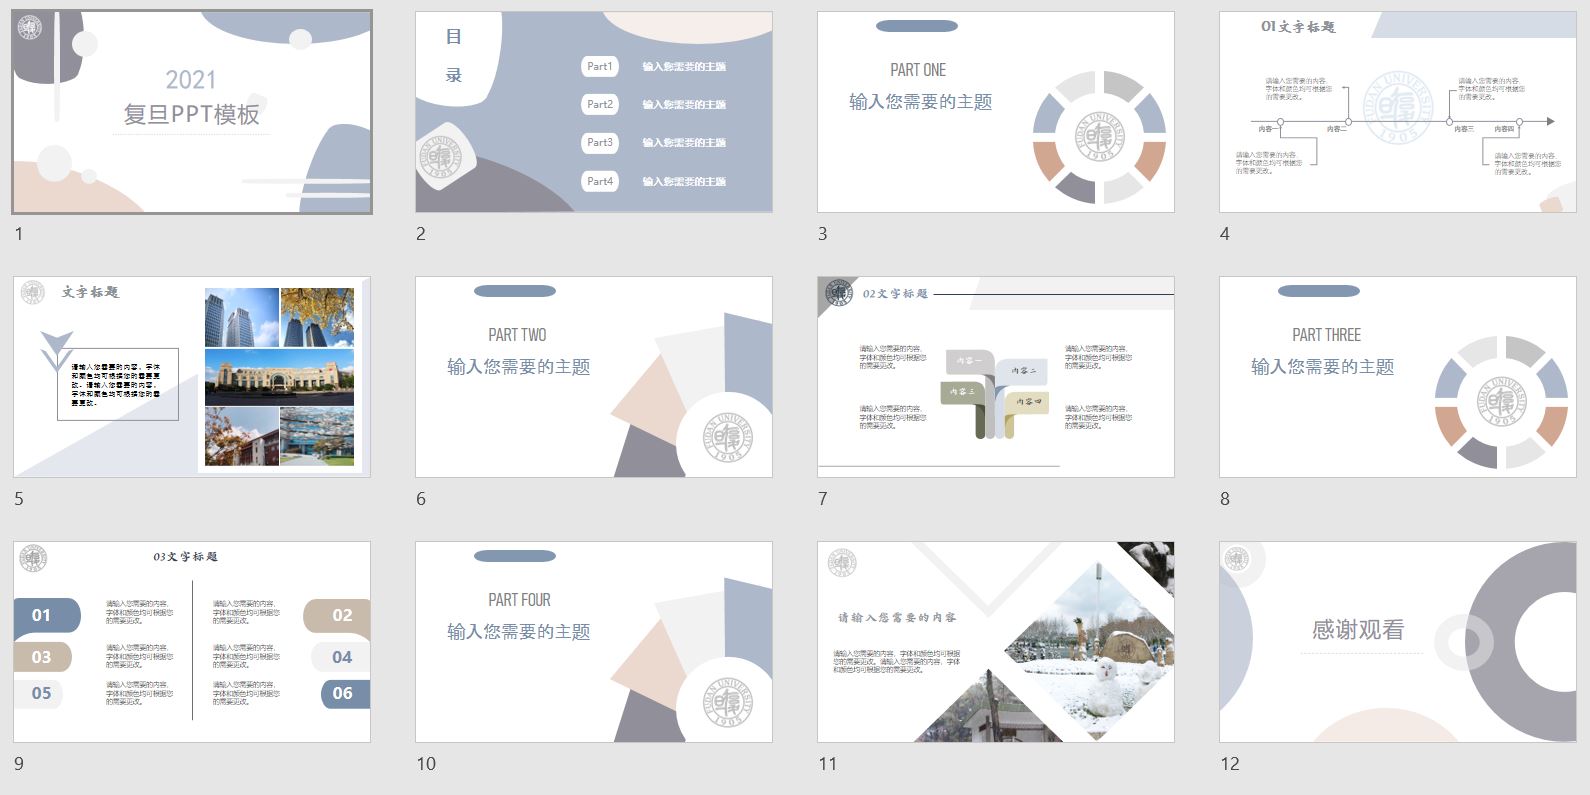 2021
复旦PPT模板
1
目
录
Part1 输入您需要的主题
Part2 输入您需要的主题
Part3 输入您需要的主题
Part4 输入您需要的主题
2
PART ONE
输入您需要的主题
FUDAN UNIVERSITY
1905
3
01文字标题
请输入您需要的内容,
字体和颜色均可根据您
的需要更改。
请输入您需要的内容,
字体和颜色均可根据您
的需要更改。
内容一
内容二
内容三
内容四
请输入您需要的内容,
字体和颜色均可根据您
的需要更改。
请输入您需要的内容,
字体和颜色均可根据您
的需要更改。
4
文字标题
请输入您需要的内容，字体
和颜色均可根据您的需要更
改。请输入您需要的内容，
字体和颜色均可根据您的需
要更改。
5
PART TWO
输入您需要的主题
FUDAN UNIVERSITY
1905
6
02文字标题
请输入您需要的内容,
字体和颜色均可根据您
的需要更改。
内容一
内容二
请输入您需要的内容,
字体和颜色均可根据您
的需要更改。
内容三
内容四
请输入您需要的内容,
字体和颜色均可根据您
的需要更改。
请输入您需要的内容,
字体和颜色均可根据您
的需要更改。
7
PART THREE
输入您需要的主题
FUDAN UNIVERSITY
1905
8
03文字标题
01
请输入您需要的内容,
字体和颜色均可根据您
的需要更改。
请输入您需要的内容,
字体和颜色均可根据您
的需要更改。
02
03
请输入您需要的内容,
字体和颜色均可根据您
的需要更改。
请输入您需要的内容,
字体和颜色均可根据您
的需要更改。
04
05
请输入您需要的内容,
字体和颜色均可根据您
的需要更改。
请输入您需要的内容,
字体和颜色均可根据您
的需要更改。
06
9
PART FOUR
输入您需要的主题
FUDAN UNIVERSITY
1905
10
请输入您需要的内容
请输入您需要的内容，字体和颜色均可根据
您的需要更改。请输入您需要的内容，字体
和颜色均可根据您的需要更改。
11
感谢观看
12